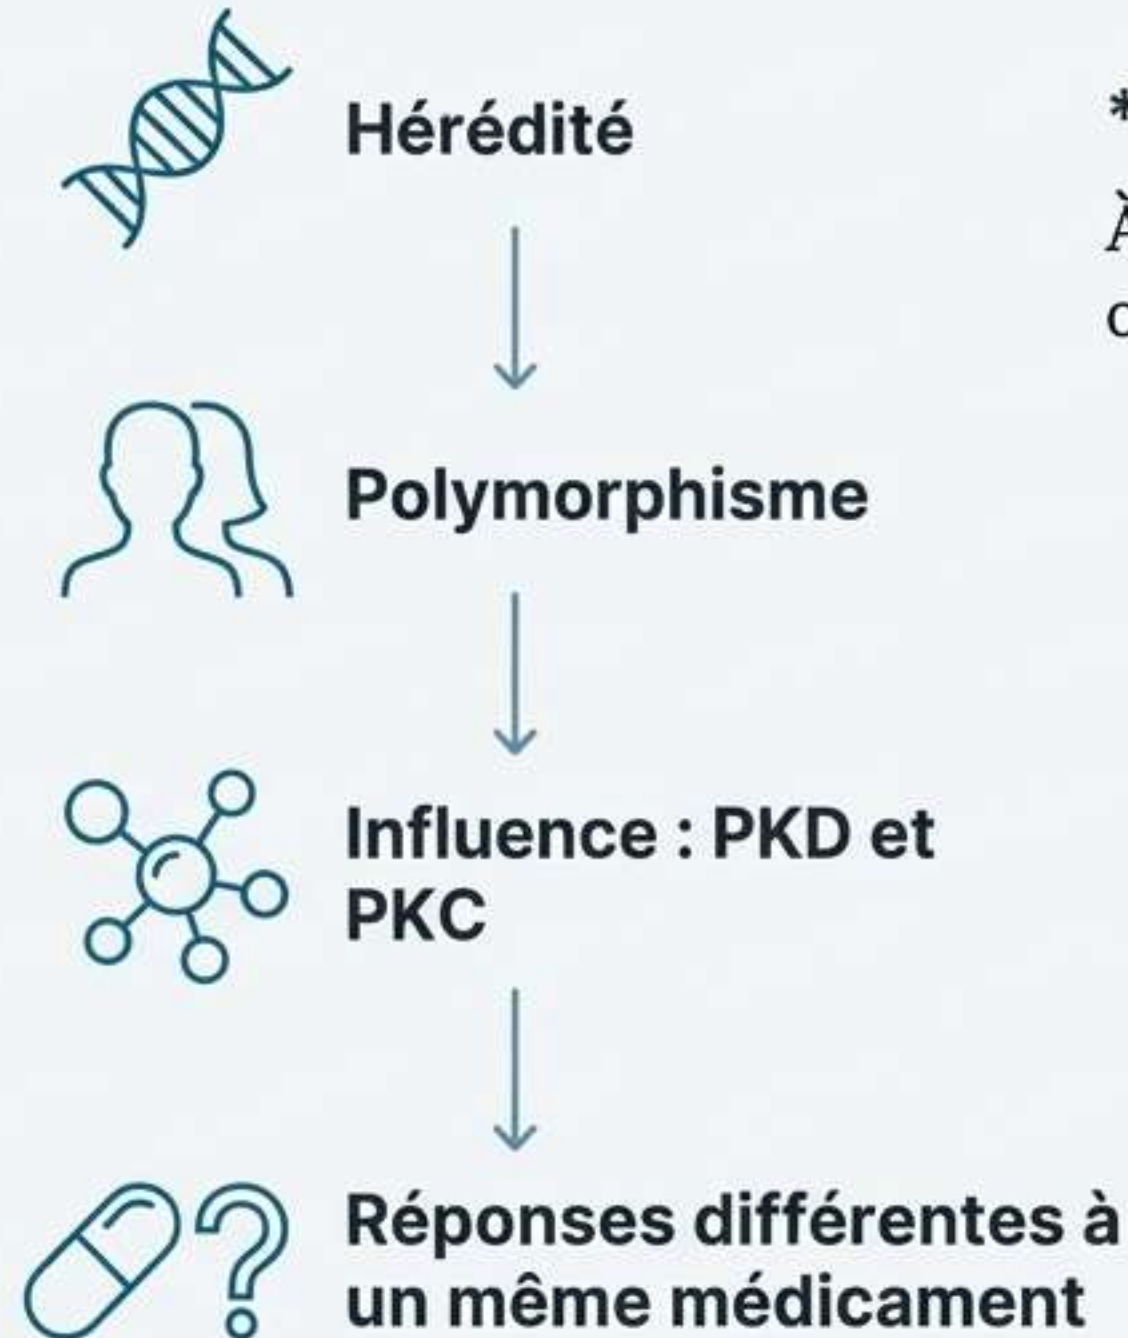 Hérédité
Polymorphisme
Influence : PKD et
PKC
Réponses différentes à
un même médicament